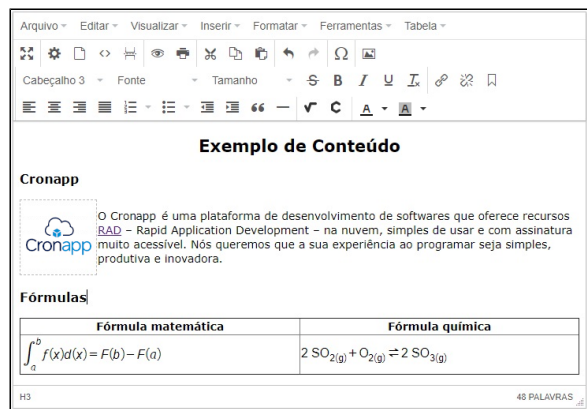 Arquivo Editar Visualizar Inserir Formatar Ferramentas Tabela
Cabeçalho 3 Fonte Tamanho S B I U Ix
A A
Exemplo de Conteúdo
Cronapp
Cronapp
O Cronapp é uma plataforma de desenvolvimento de softwares que oferece recursos
RAD – Rapid Application Development – na nuvem, simples de usar e com assinatura
muito acessível. Nós queremos que a sua experiência ao programar seja simples,
produtiva e inovadora.
Fórmulas
Fórmula matemática Fórmula química
∫ₐᵇ f(x)d(x) = F(b) – F(a) 2 SO₂(g) + O₂(g) ⇌ 2 SO₃(g)
H3 48 PALAVRAS